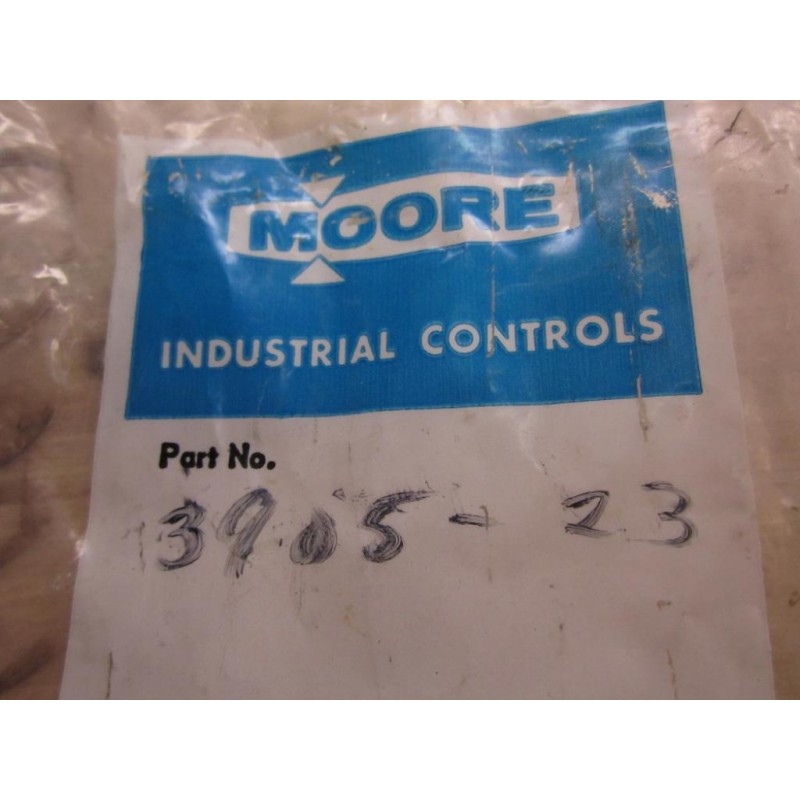 MOORE
INDUSTRIAL CONTROLS
Part No.
3905-23